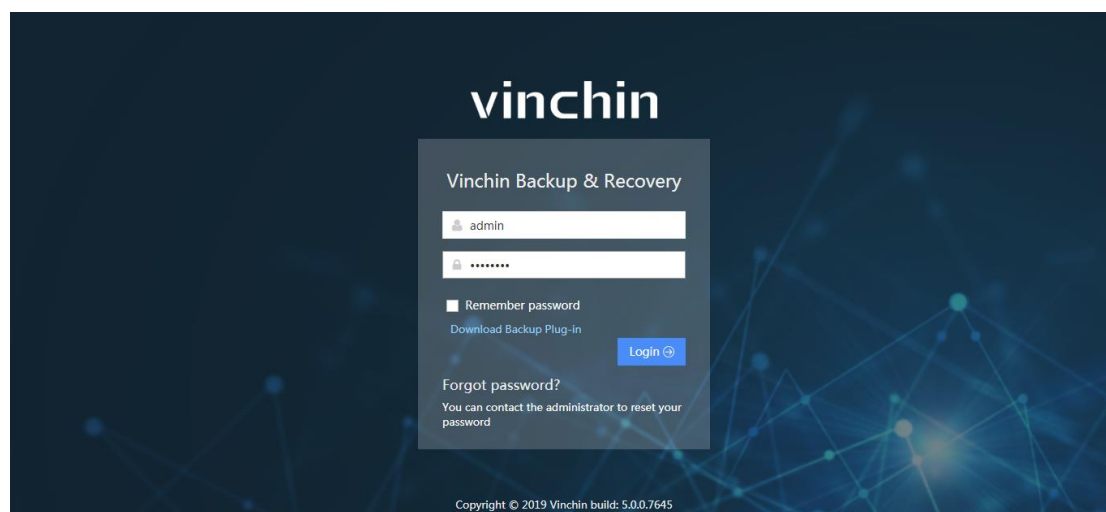 vinchin
Vinchin Backup & Recovery
admin
••••••••
Remember password
Download Backup Plug-in
Login
Forgot password?
You can contact the administrator to reset your
password
Copyright © 2019 Vinchin build: 5.0.0.7645